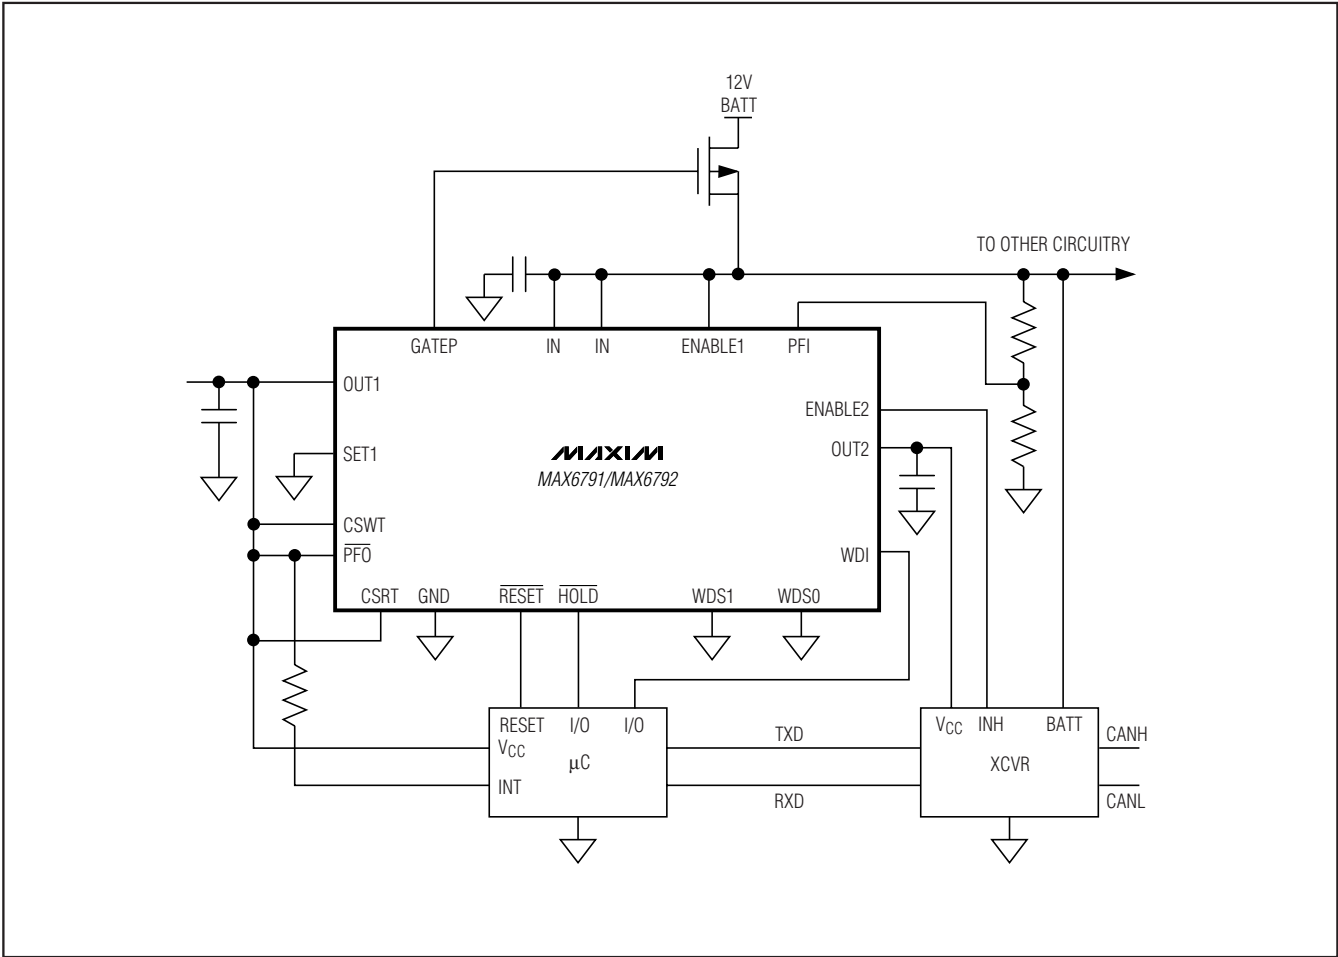 12V
BATT
TO OTHER CIRCUITRY
GATEP
IN
IN
ENABLE1
PFI
OUT1
ENABLE2
OUT2
SET1
MAXIM
MAX6791/MAX6792
CSWT
PFO
WDI
CSRT
GND
RESET
HOLD
WDS1
WDS0
RESET
I/O
I/O
VCC
μC
INT
TXD
RXD
VCC
INH
BATT
XCVR
CANH
CANL